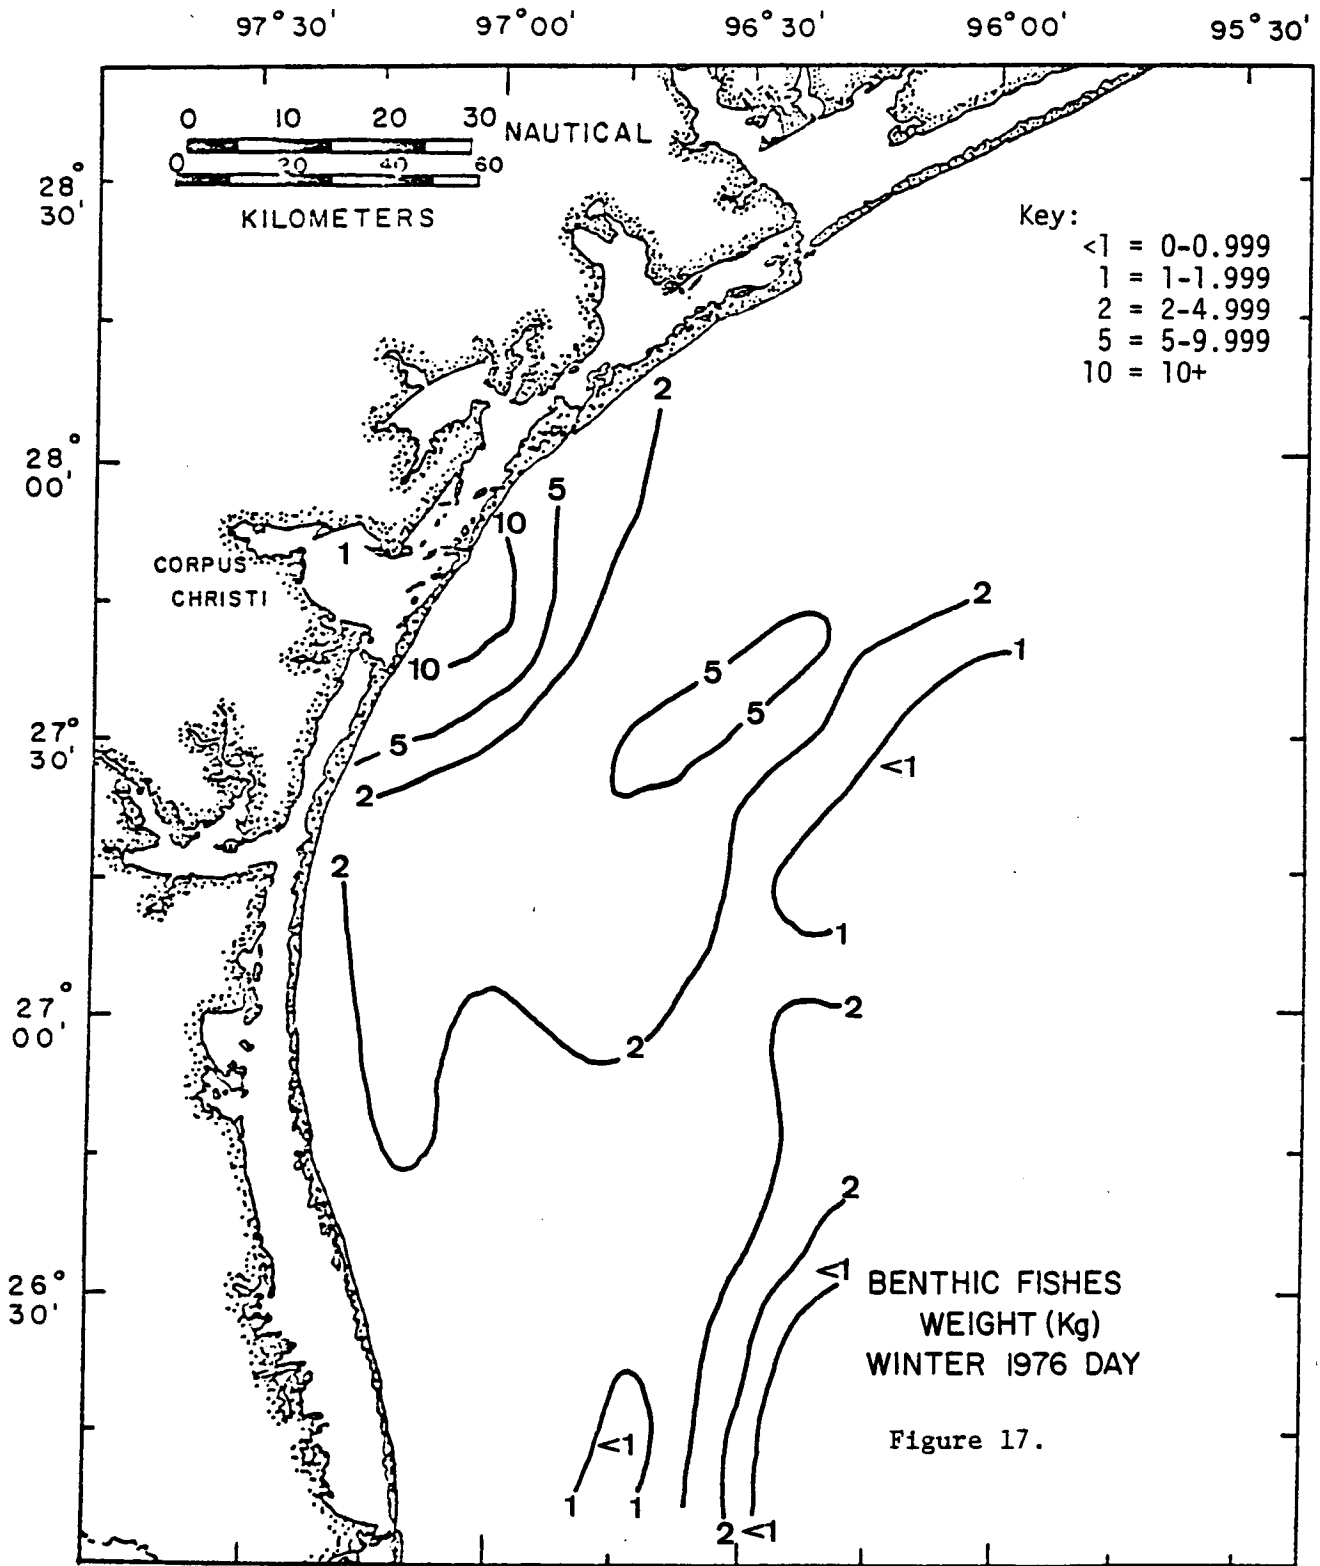 97°30' 97°00' 96°30' 96°00' 95°30'
0 10 20 30 NAUTICAL
0 20 40 60
KILOMETERS
28°
30'
Key:
<1 = 0-0.999
1 = 1-1.999
2 = 2-4.999
5 = 5-9.999
10 = 10+
2
28°
00'
5
10
1
CORPUS
CHRISTI
2
1
10
5
5
27°
30'
5
<1
2
2
1
27°
00'
2
2
2
26°
30'
<1
BENTHIC FISHES
WEIGHT (Kg)
WINTER 1976 DAY
<1
Figure 17.
1 1
2 <1